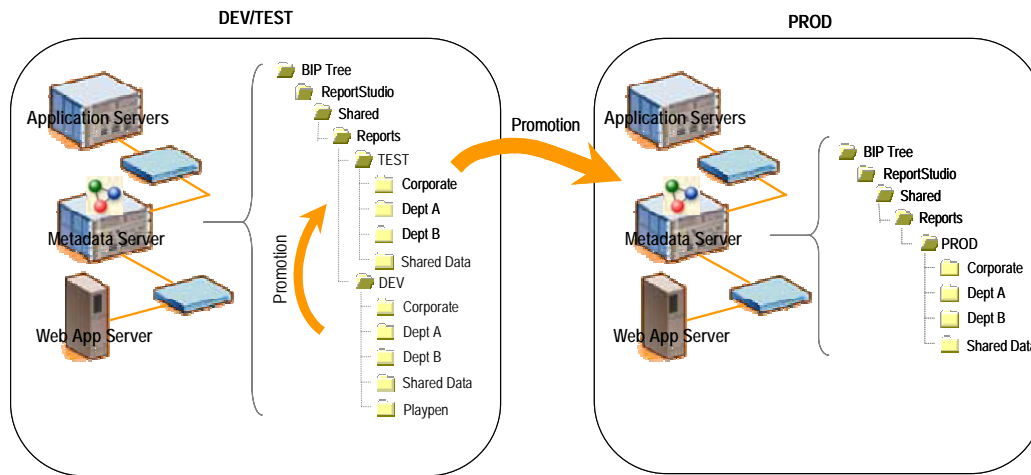 DEV/TEST
Application Servers
Metadata Server
Web App Server
BIP Tree
ReportStudio
Shared
Reports
TEST
Corporate
Dept A
Dept B
Shared Data
DEV
Corporate
Dept A
Dept B
Shared Data
Playpen
Promotion
Promotion
PROD
Application Servers
Metadata Server
Web App Server
BIP Tree
ReportStudio
Shared
Reports
PROD
Corporate
Dept A
Dept B
Shared Data